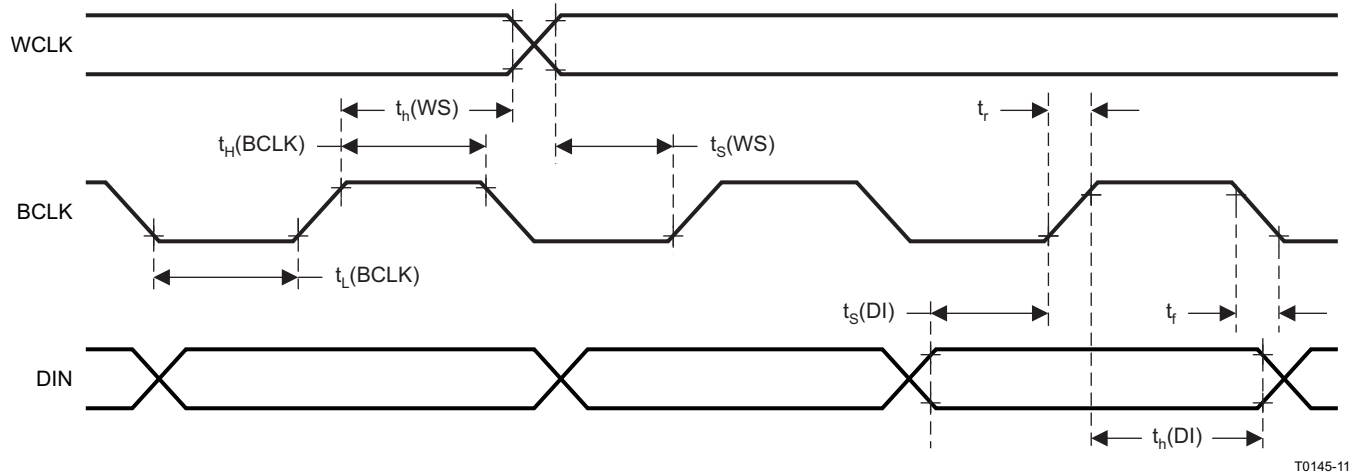 WCLK
t_h(WS)
t_r
t_H(BCLK)
t_S(WS)
BCLK
t_L(BCLK)
t_S(DI)
t_f
DIN
t_h(DI)
T0145-11